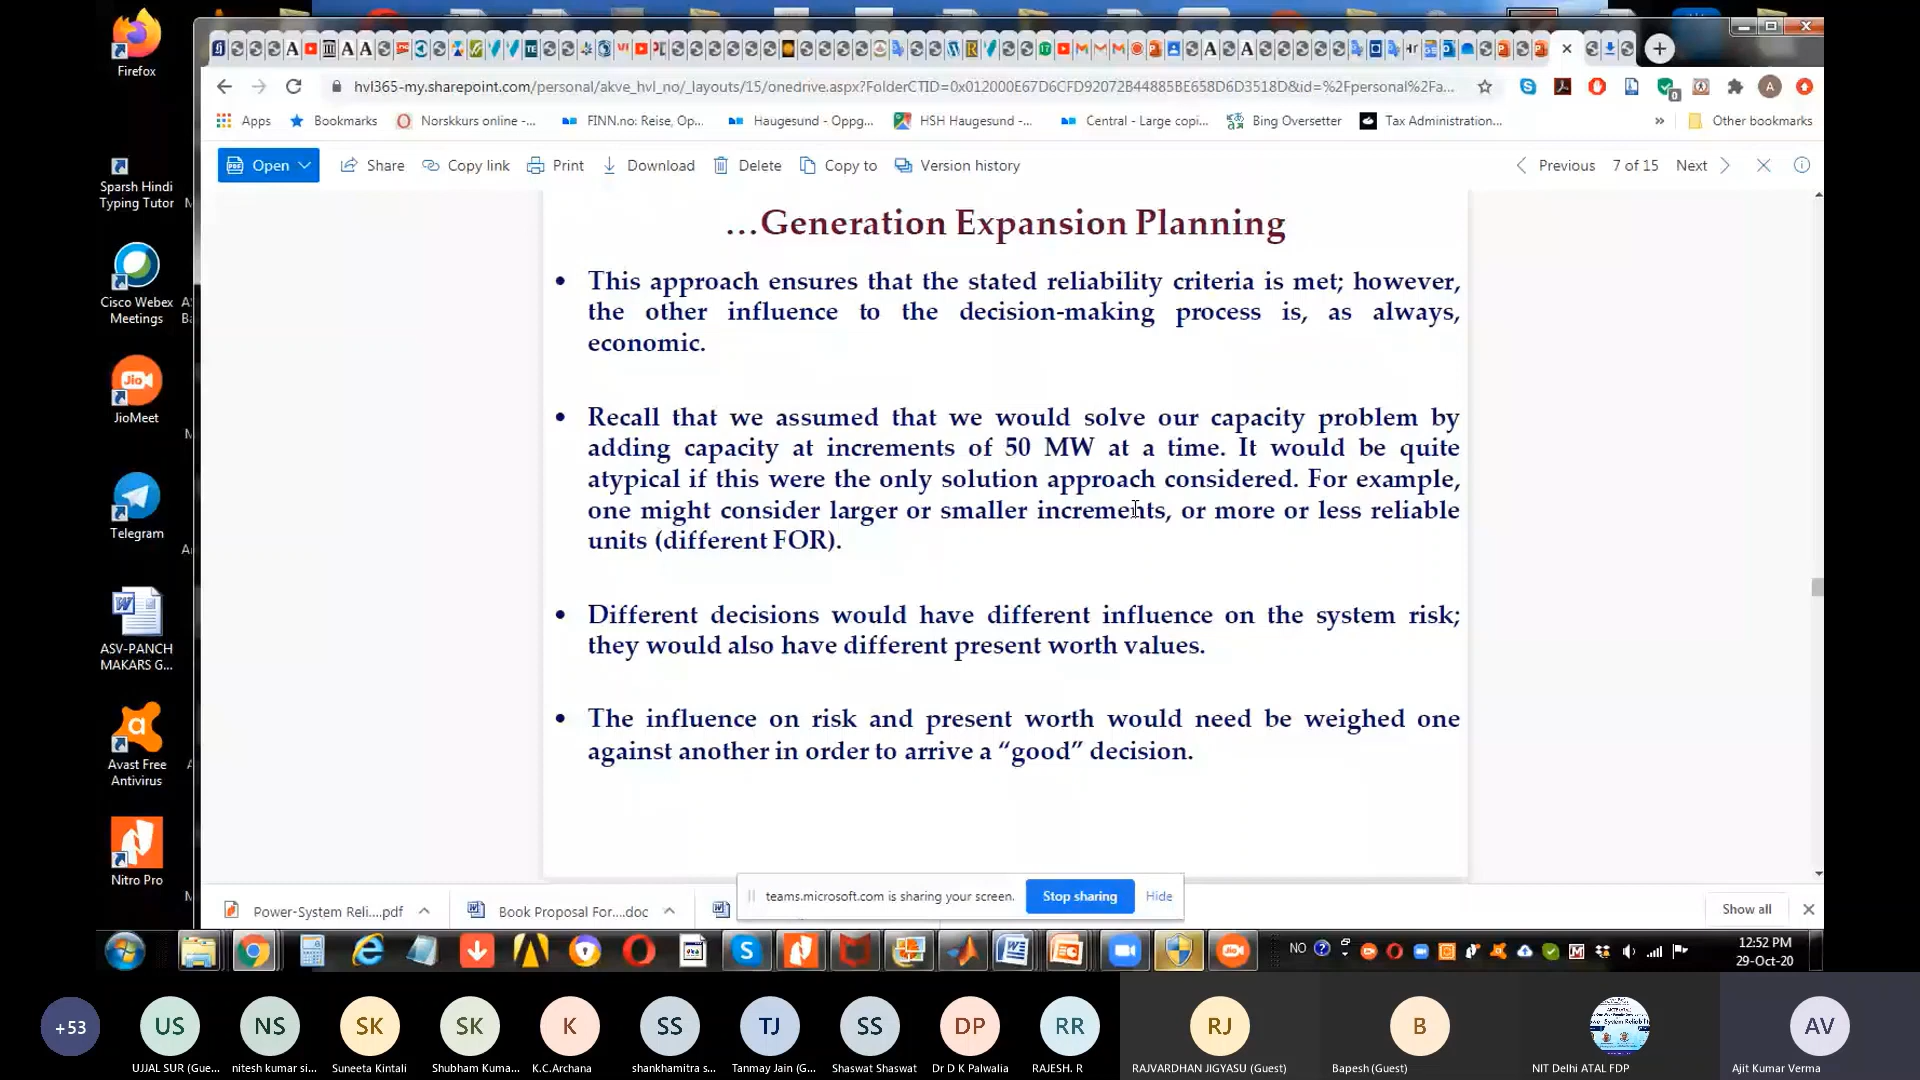 Firefox
Sparsh Hindi
Typing Tutor
Cisco Webex
Meetings
JioMeet
Telegram
ASV-PANCH
MAKARS G...
Avast Free
Antivirus
Nitro Pro
hvl365-my.sharepoint.com/personal/akve_hvl_no/_layouts/15/onedrive.aspx?FolderCTID=0x012000E67D6CFD92072B44885BE658D6D3518D&id=%2Fpersonal%2Fa...
Apps
Bookmarks
Norskkurs online -...
FINN.no: Reise, Op...
Haugesund - Oppg...
HSH Haugesund -...
Central - Large copi...
Bing Oversetter
Tax Administration...
»
Other bookmarks
Open
Share
Copy link
Print
Download
Delete
Copy to
Version history
Previous
7 of 15
Next
...Generation Expansion Planning
• This approach ensures that the stated reliability criteria is met; however,
the other influence to the decision-making process is, as always,
economic.
• Recall that we assumed that we would solve our capacity problem by
adding capacity at increments of 50 MW at a time. It would be quite
atypical if this were the only solution approach considered. For example,
one might consider larger or smaller increments, or more or less reliable
units (different FOR).
• Different decisions would have different influence on the system risk;
they would also have different present worth values.
• The influence on risk and present worth would need be weighed one
against another in order to arrive a “good” decision.
teams.microsoft.com is sharing your screen.
Stop sharing
Hide
Power-System Reli....pdf
Book Proposal For....doc
Show all
NO
12:52 PM
29-Oct-20
+53
US
NS
SK
SK
K
SS
TJ
SS
DP
RR
RJ
B
AV
UJJAL SUR (Gue...
nitesh kumar si...
Suneeta Kintali
Shubham Kuma...
K.C.Archana
shankhamitra s...
Tanmay Jain (G...
Shaswat Shaswat
Dr D K Palwalia
RAJESH. R
RAJVARDHAN JIGYASU (Guest)
Bapesh (Guest)
NIT Delhi ATAL FDP
Ajit Kumar Verma